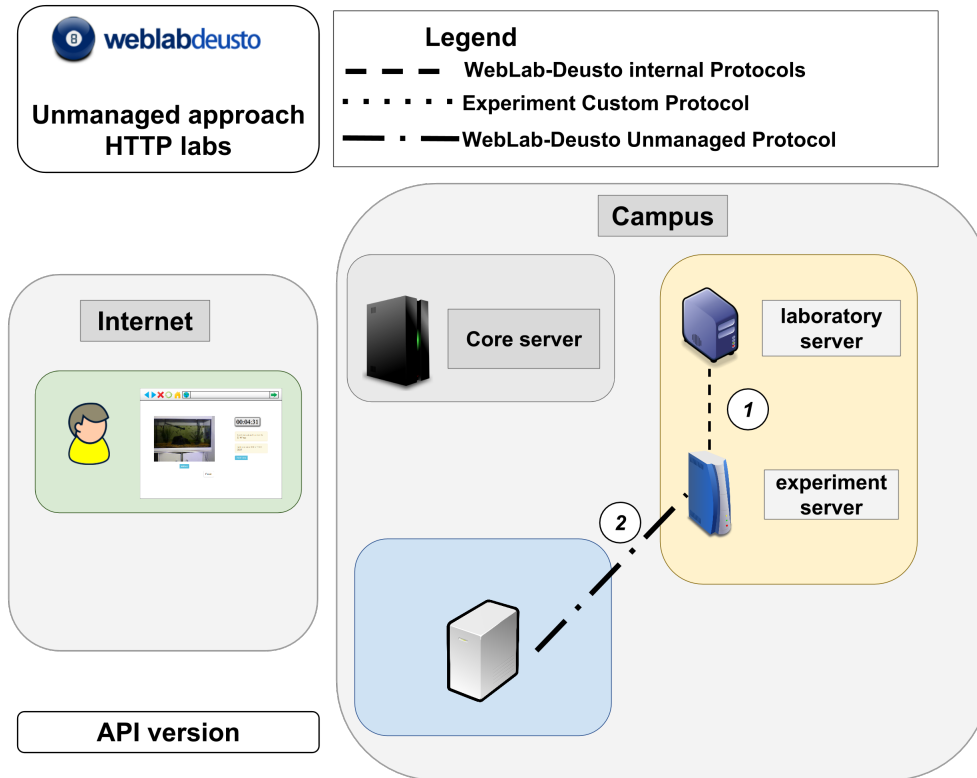 weblabdeusto
Unmanaged approach
HTTP labs
Legend
WebLab-Deusto internal Protocols
Experiment Custom Protocol
WebLab-Deusto Unmanaged Protocol
Campus
Internet
Core server
laboratory
server
00:04:31
1
experiment
server
2
API version